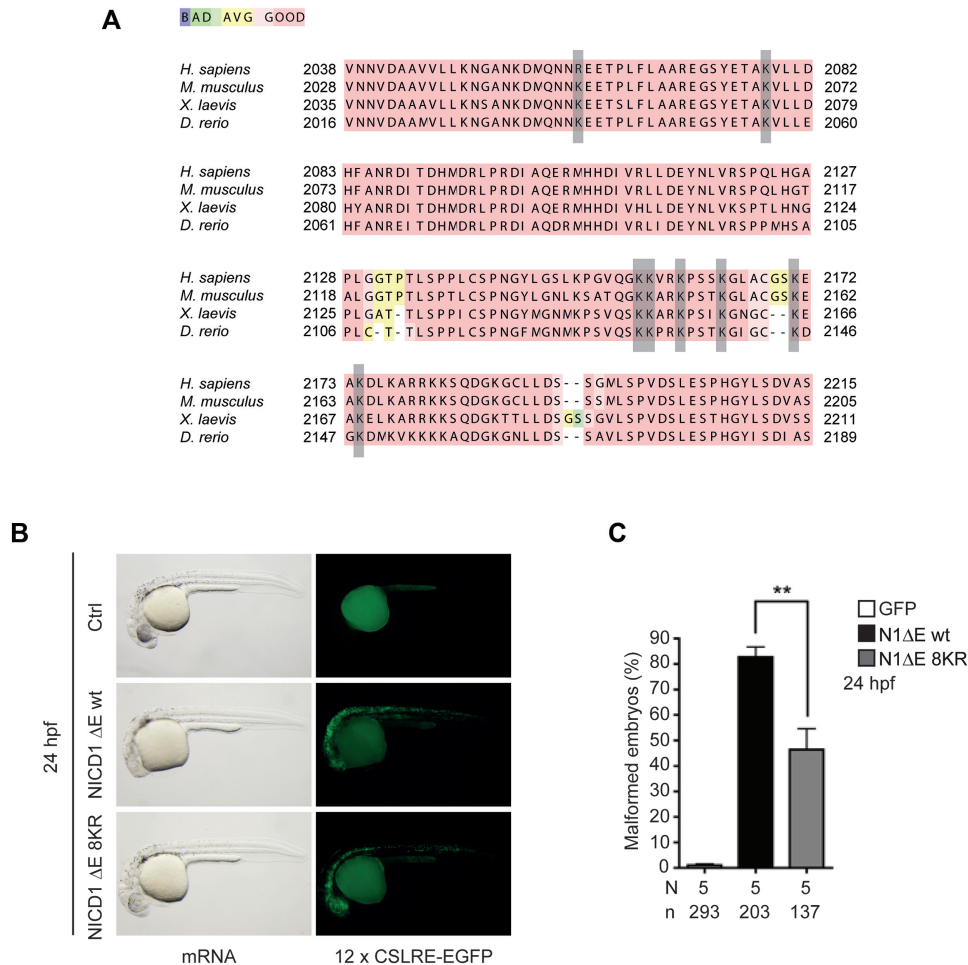 A
BAD AVG GOOD
H. sapiens 2038 VNNVDAAVVLLKNGANKDMQNNREETPLFLAAREGSYETAKVLLD 2082
M. musculus 2028 VNNVDAAVVLLKNGANKDMQNNKEETPLFLAAREGSYETAKVLLD 2072
X. laevis 2035 VNNVDAAAVLLKNSANKDMQNNKEETSLFLAAREGSYETAKVLLD 2079
D. rerio 2016 VNNVDAAMVLLKNGANKDMQNNKEETPLFLAAREGSYETAKVLLE 2060
H. sapiens 2083 HFANRDITDHMDRLPRDIAQERMHHDIVRLLDEYNLVRSPQLHGA 2127
M. musculus 2073 HFANRDITDHMDRLPRDIAQERMHHDIVRLLDEYNLVRSPQLHGT 2117
X. laevis 2080 HYANRDITDHMDRLPRDIAQERMHHDIVHLLDEYNLVKSPTLHNG 2124
D. rerio 2061 HFANREITDHMDRLPRDIAQDRMHHDIVRLIDEYNLVRSPPMHSA 2105
H. sapiens 2128 PLGGTPTLSPPLCSPNGYLGSLKPGVQGKKVRKPSSKGLACGSKE 2172
M. musculus 2118 ALGGTPTLSPTLCSPNGYLGNLKSATQGKKARKPSTKGLACGSKE 2162
X. laevis 2125 PLGAT-TLSPPICSPNGYMGNMKPSVQSKKARKPSIKGNGC--KE 2166
D. rerio 2106 PLC-T-TLSPPLCSPNGFMGNMKPSVQSKKPRKPSTKGIGC--KD 2146
H. sapiens 2173 AKDLKARRKKSQDGKGCLLDS--SGMLSPVDSLESPHGYLSDVAS 2215
M. musculus 2163 AKDLKARRKKSQDGKGCLLDS--SSMLSPVDSLESPHGYLSDVAS 2205
X. laevis 2167 AKELKARRKKSQDGKTTLLDSGSSGVLSPVDSLESTHGYLSDVSS 2211
D. rerio 2147 GKDMKVKKKKAQDGKGNLLDS--SAVLSPVDSLESPHGYISDIAS 2189
B
24 hpf
Ctrl
NICD1 ΔE wt
NICD1 ΔE 8KR
mRNA
12 x CSLRE-EGFP
C
**
GFP
N1ΔE wt
N1ΔE 8KR
24 hpf
Malformed embryos (%)
90
80
70
60
50
40
30
20
10
0
N 5 5 5
n 293 203 137